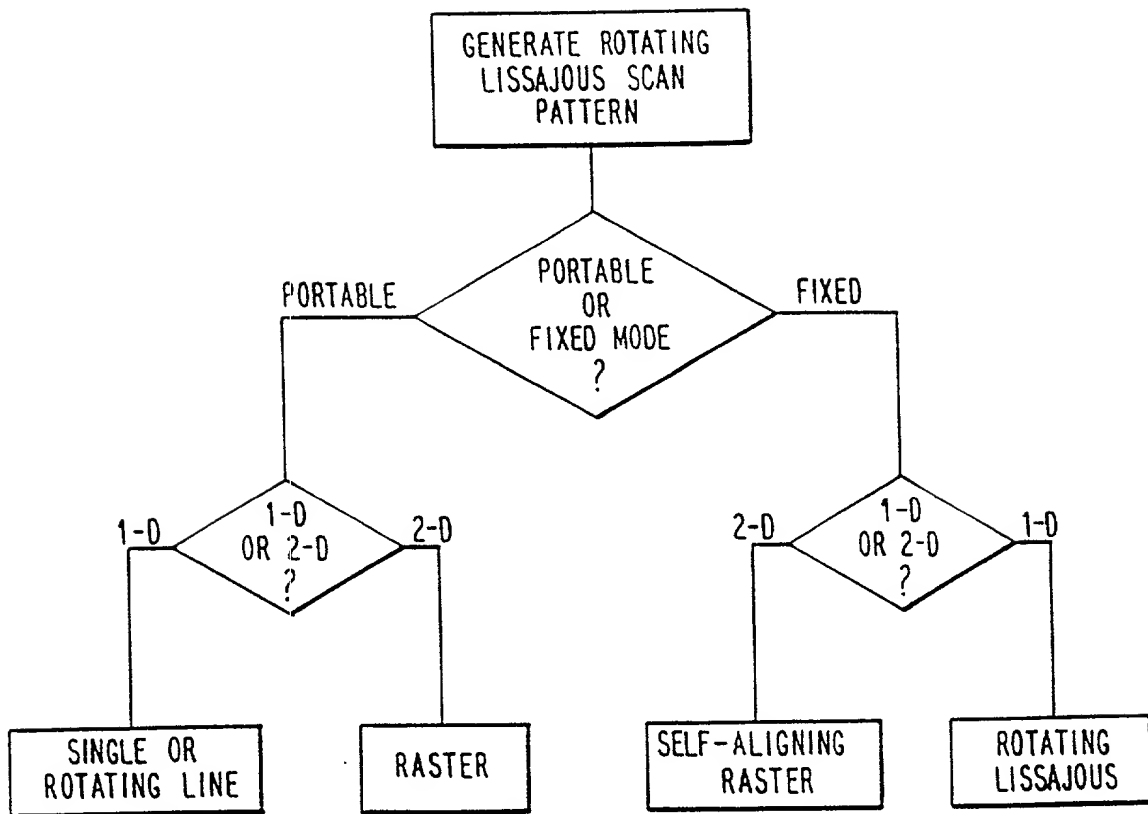 GENERATE ROTATING
LISSAJOUS SCAN
PATTERN
PORTABLE
OR
FIXED MODE
?
PORTABLE
FIXED
1-D
OR 2-D
?
1-D
2-D
1-D
OR 2-D
?
2-D
1-D
SINGLE OR
ROTATING LINE
RASTER
SELF-ALIGNING
RASTER
ROTATING
LISSAJOUS